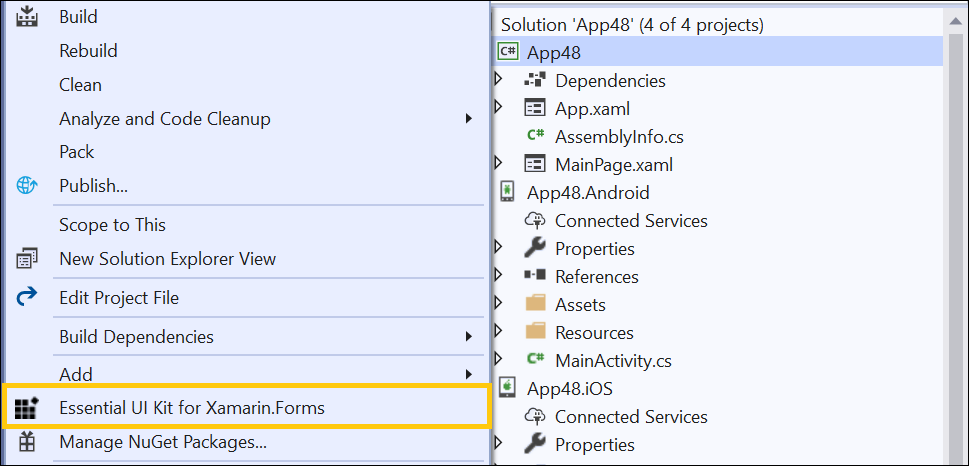 Build
Rebuild
Clean
Analyze and Code Cleanup
Pack
Publish...
Scope to This
New Solution Explorer View
Edit Project File
Build Dependencies
Add
Essential UI Kit for Xamarin.Forms
Manage NuGet Packages...
Solution 'App48' (4 of 4 projects)
C# App48
Dependencies
App.xaml
C# AssemblyInfo.cs
MainPage.xaml
App48.Android
Connected Services
Properties
References
Assets
Resources
C# MainActivity.cs
App48.iOS
Connected Services
Properties